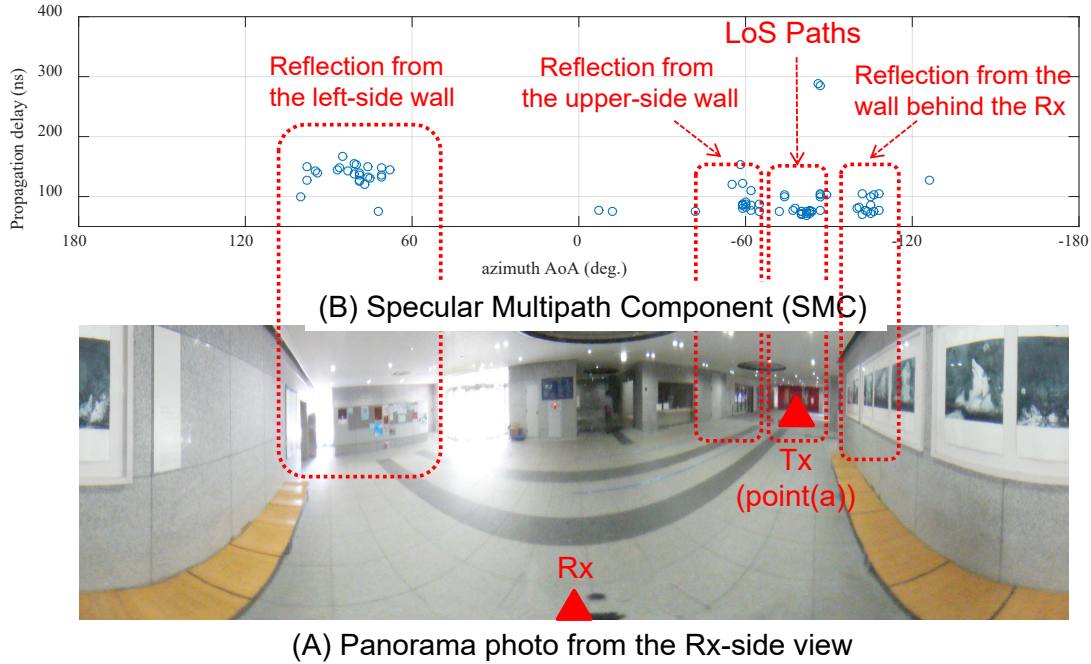 400
300
200
100
Propagation delay (ns)
LoS Paths
Reflection from
the left-side wall
Reflection from
the upper-side wall
Reflection from the
wall behind the Rx
180
120
60
0
-60
-120
-180
azimuth AoA (deg.)
(B) Specular Multipath Component (SMC)
Tx
(point(a))
Rx
(A) Panorama photo from the Rx-side view